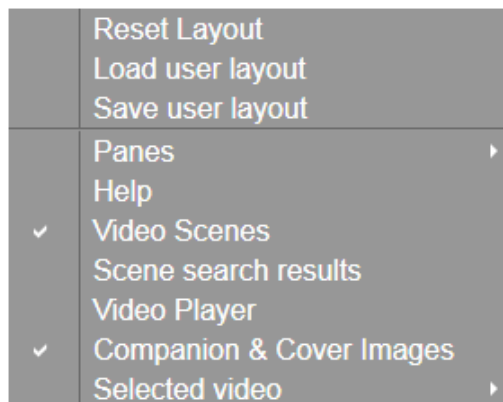 Reset Layout
Load user layout
Save user layout
Panes
Help
Video Scenes
Scene search results
Video Player
Companion & Cover Images
Selected video